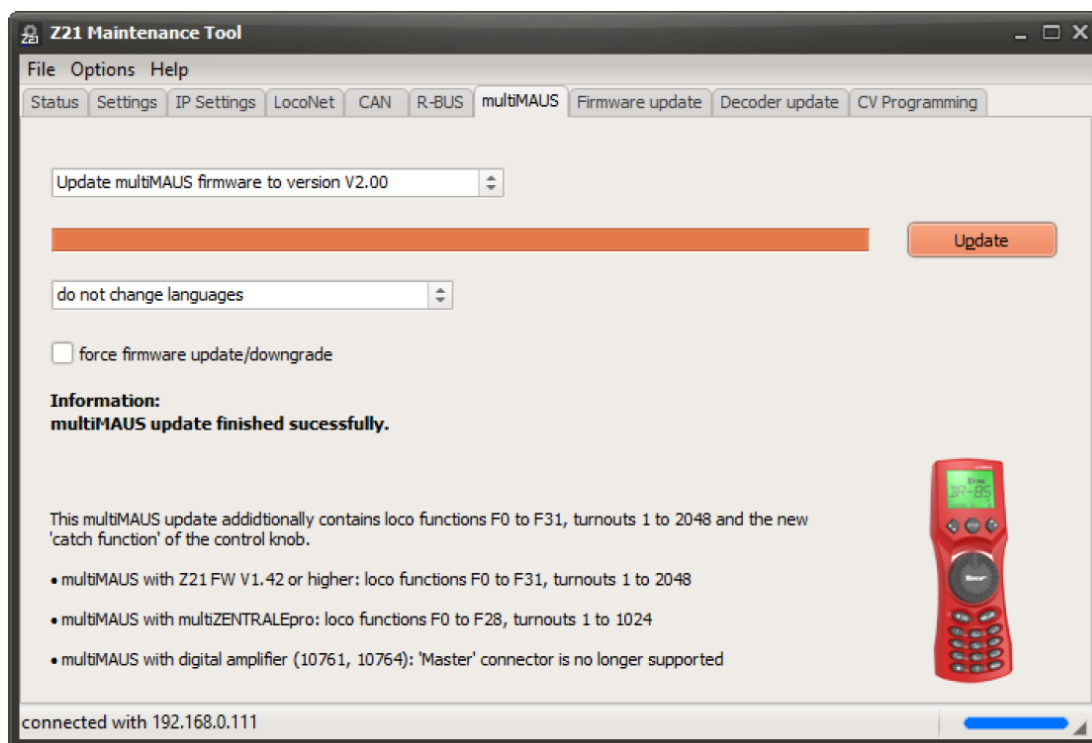 Z21 Maintenance Tool
File Options Help
Status Settings IP Settings LocoNet CAN R-BUS multiMAUS Firmware update Decoder update CV Programming
Update multiMAUS firmware to version V2.00
Update
do not change languages
force firmware update/downgrade
Information:
multiMAUS update finished sucessfully.
This multiMAUS update addidtionally contains loco functions F0 to F31, turnouts 1 to 2048 and the new
'catch function' of the control knob.
• multiMAUS with Z21 FW V1.42 or higher: loco functions F0 to F31, turnouts 1 to 2048
• multiMAUS with multiZENTRALEpro: loco functions F0 to F28, turnouts 1 to 1024
• multiMAUS with digital amplifier (10761, 10764): 'Master' connector is no longer supported
connected with 192.168.0.111